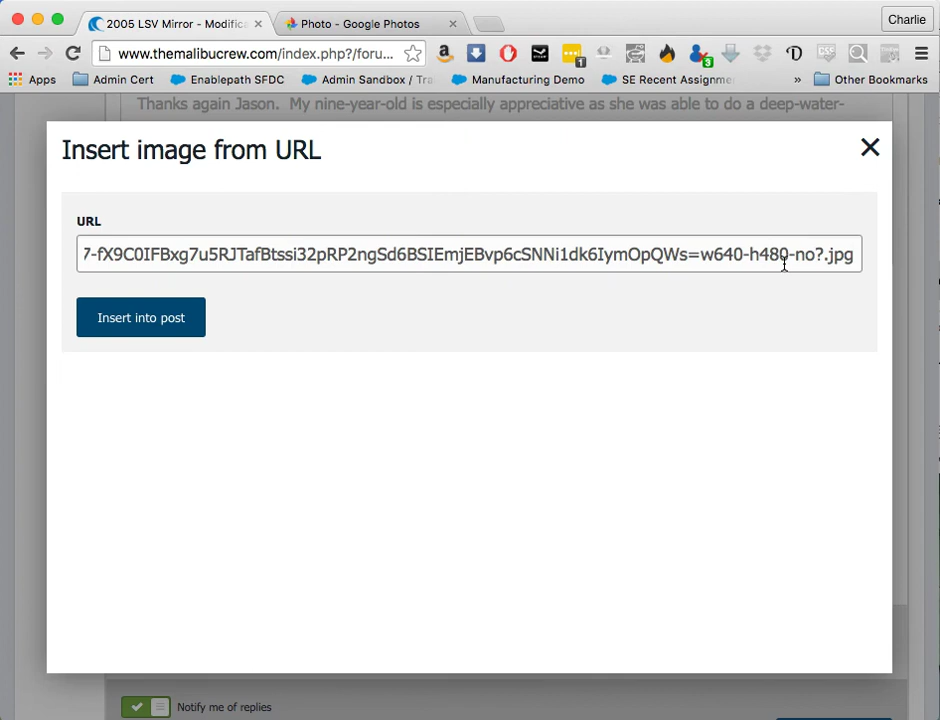 2005 LSV Mirror - Modifica
Photo - Google Photos
Charlie
www.themalibucrew.com/index.php?/foru...
1
3
Apps
Admin Cert
Enablepath SFDC
Admin Sandbox / Tra
Manufacturing Demo
SE Recent Assignme
»
Other Bookmarks
Thanks again Jason. My nine-year-old is especially appreciative as she was able to do a deep-water-
Insert image from URL
URL
7-fX9C0IFBxg7u5RJTafBtssi32pRP2ngSd6BSIEmjEBvp6cSNNi1dk6IymOpQWs=w640-h480-no?.jpg
Insert into post
Notify me of replies